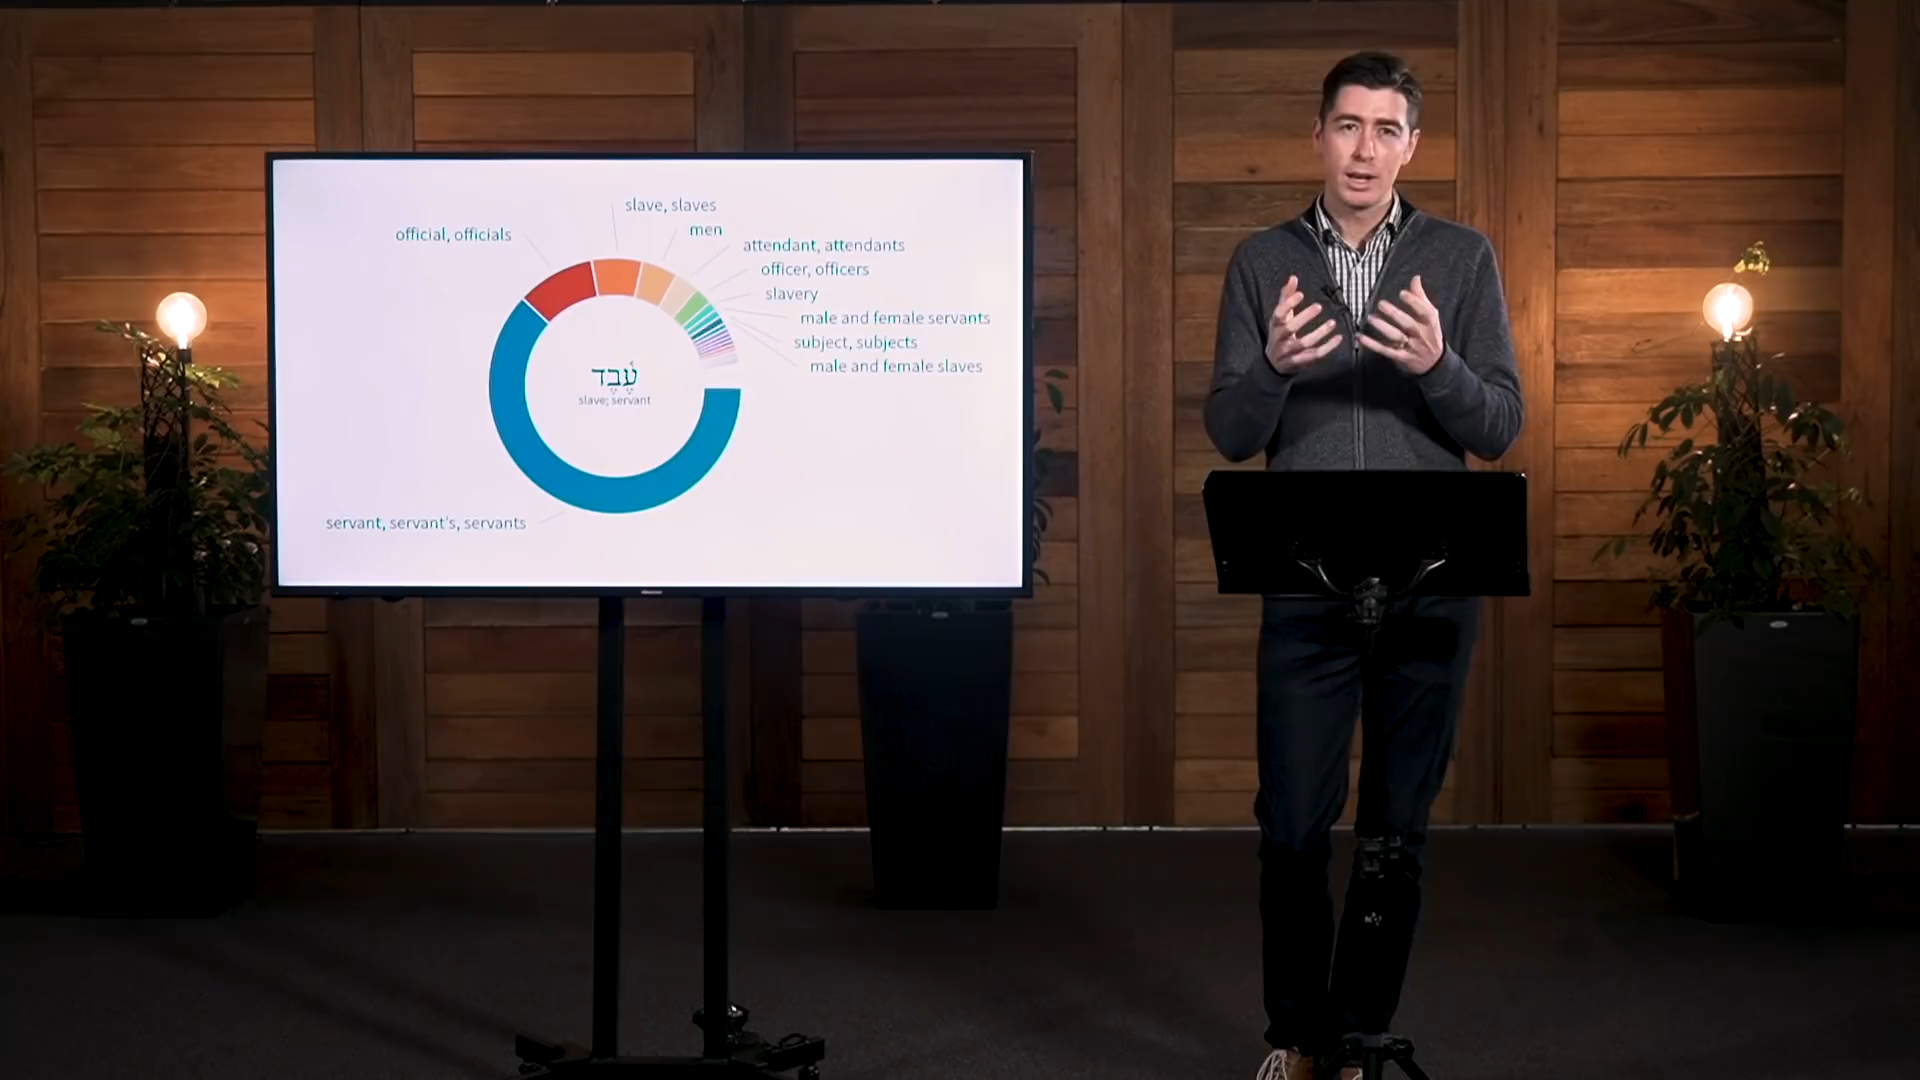 slave, slaves
official, officials
men
attendant, attendants
officer, officers
slavery
male and female servants
subject, subjects
male and female slaves
עֶ֫בֶד
slave; servant
servant, servant's, servants